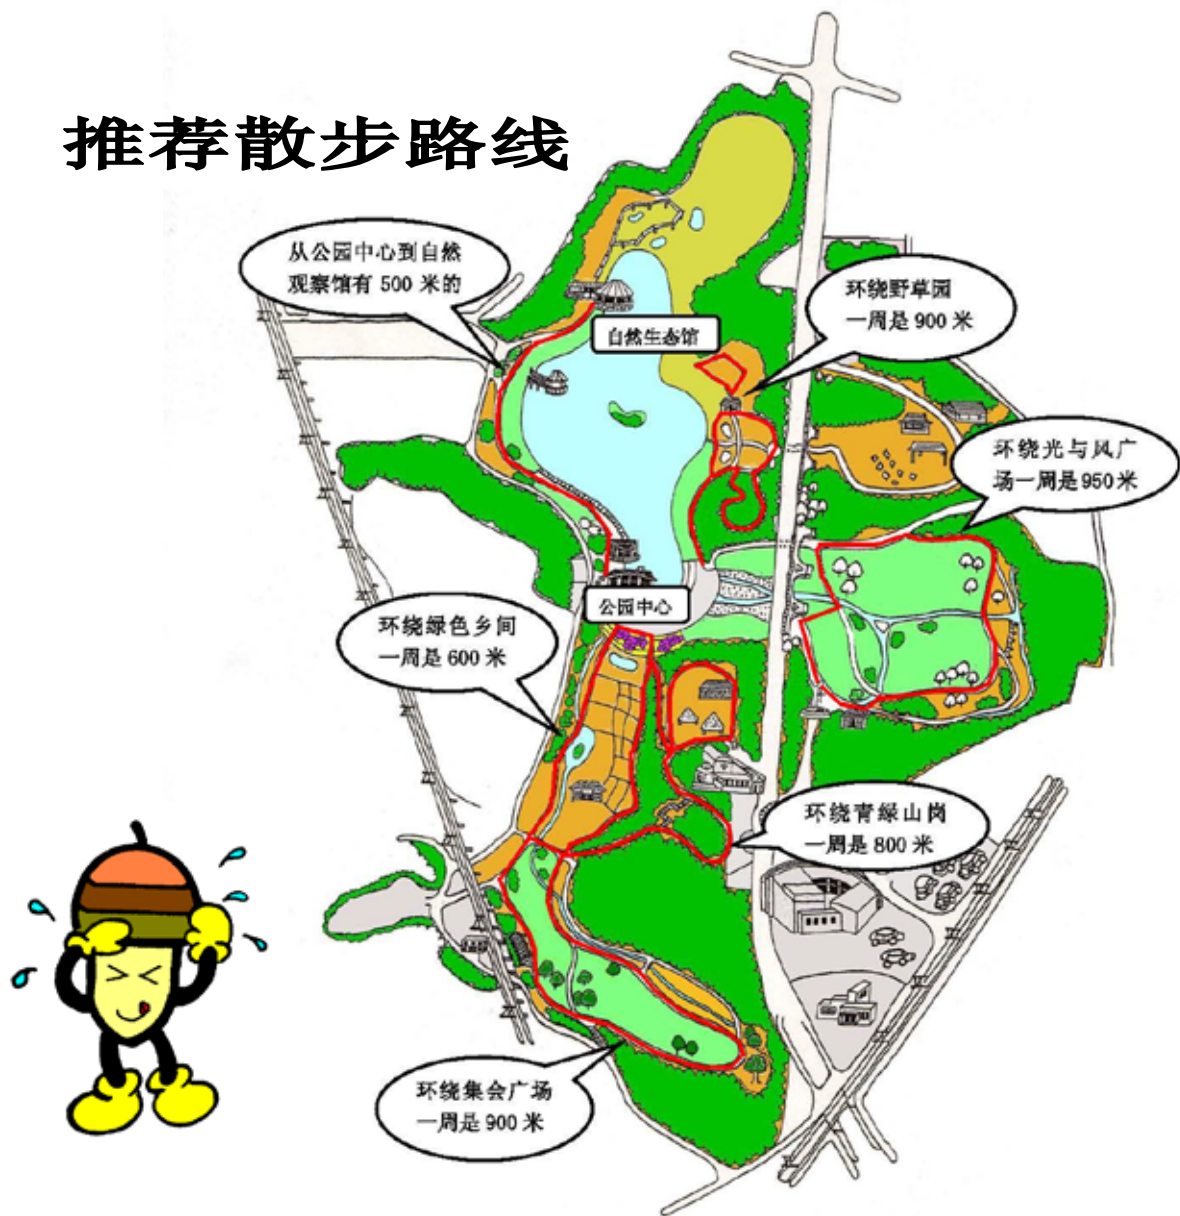 推荐散步路线
从公园中心到自然
观察馆有 500 米的
环绕野草园
一周是 900 米
自然生态馆
环绕光与风广
场一周是 950 米
公园中心
环绕绿色乡间
一周是 600 米
环绕青緑山岗
一周是 800 米
环绕集会广场
一周是 900 米